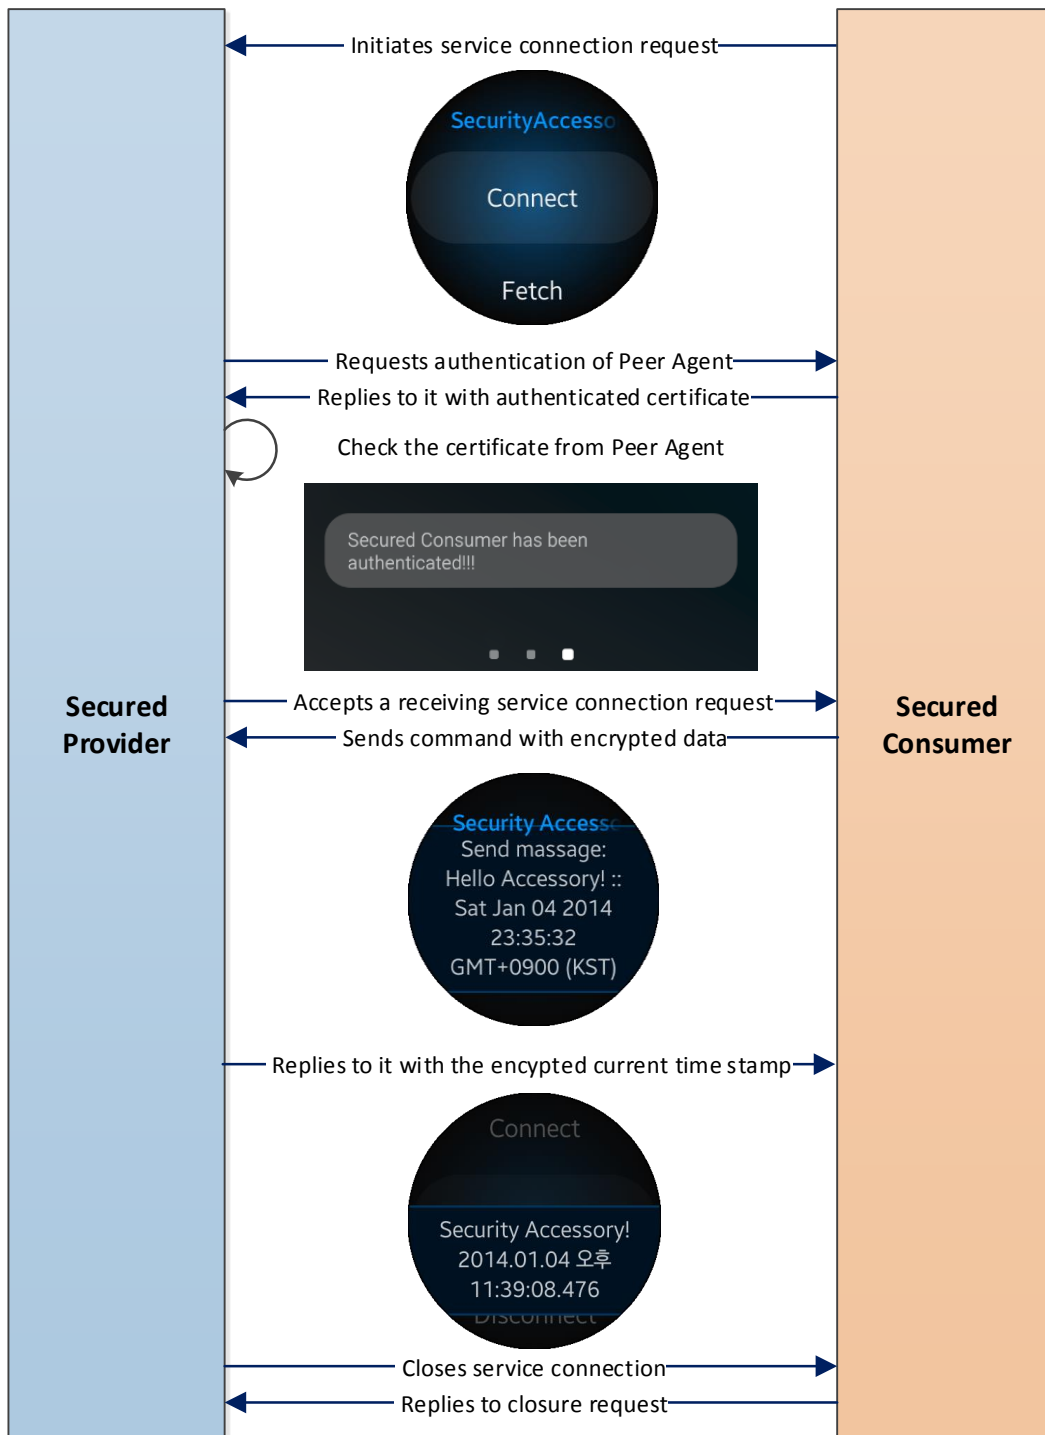 Initiates service connection request
SecurityAccesso
Connect
Fetch
Requests authentication of Peer Agent
Replies to it with authenticated certificate
Check the certificate from Peer Agent
Secured Consumer has been
authenticated!!!
Secured
Provider
Accepts a receiving service connection request
Sends command with encrypted data
Secured
Consumer
Security Accesso
Send massage:
Hello Accessory! ::
Sat Jan 04 2014
23:35:32
GMT+0900 (KST)
Replies to it with the encypted current time stamp
Connect
Security Accessory!
2014.01.04 오후
11:39:08.476
Disconnect
Closes service connection
Replies to closure request